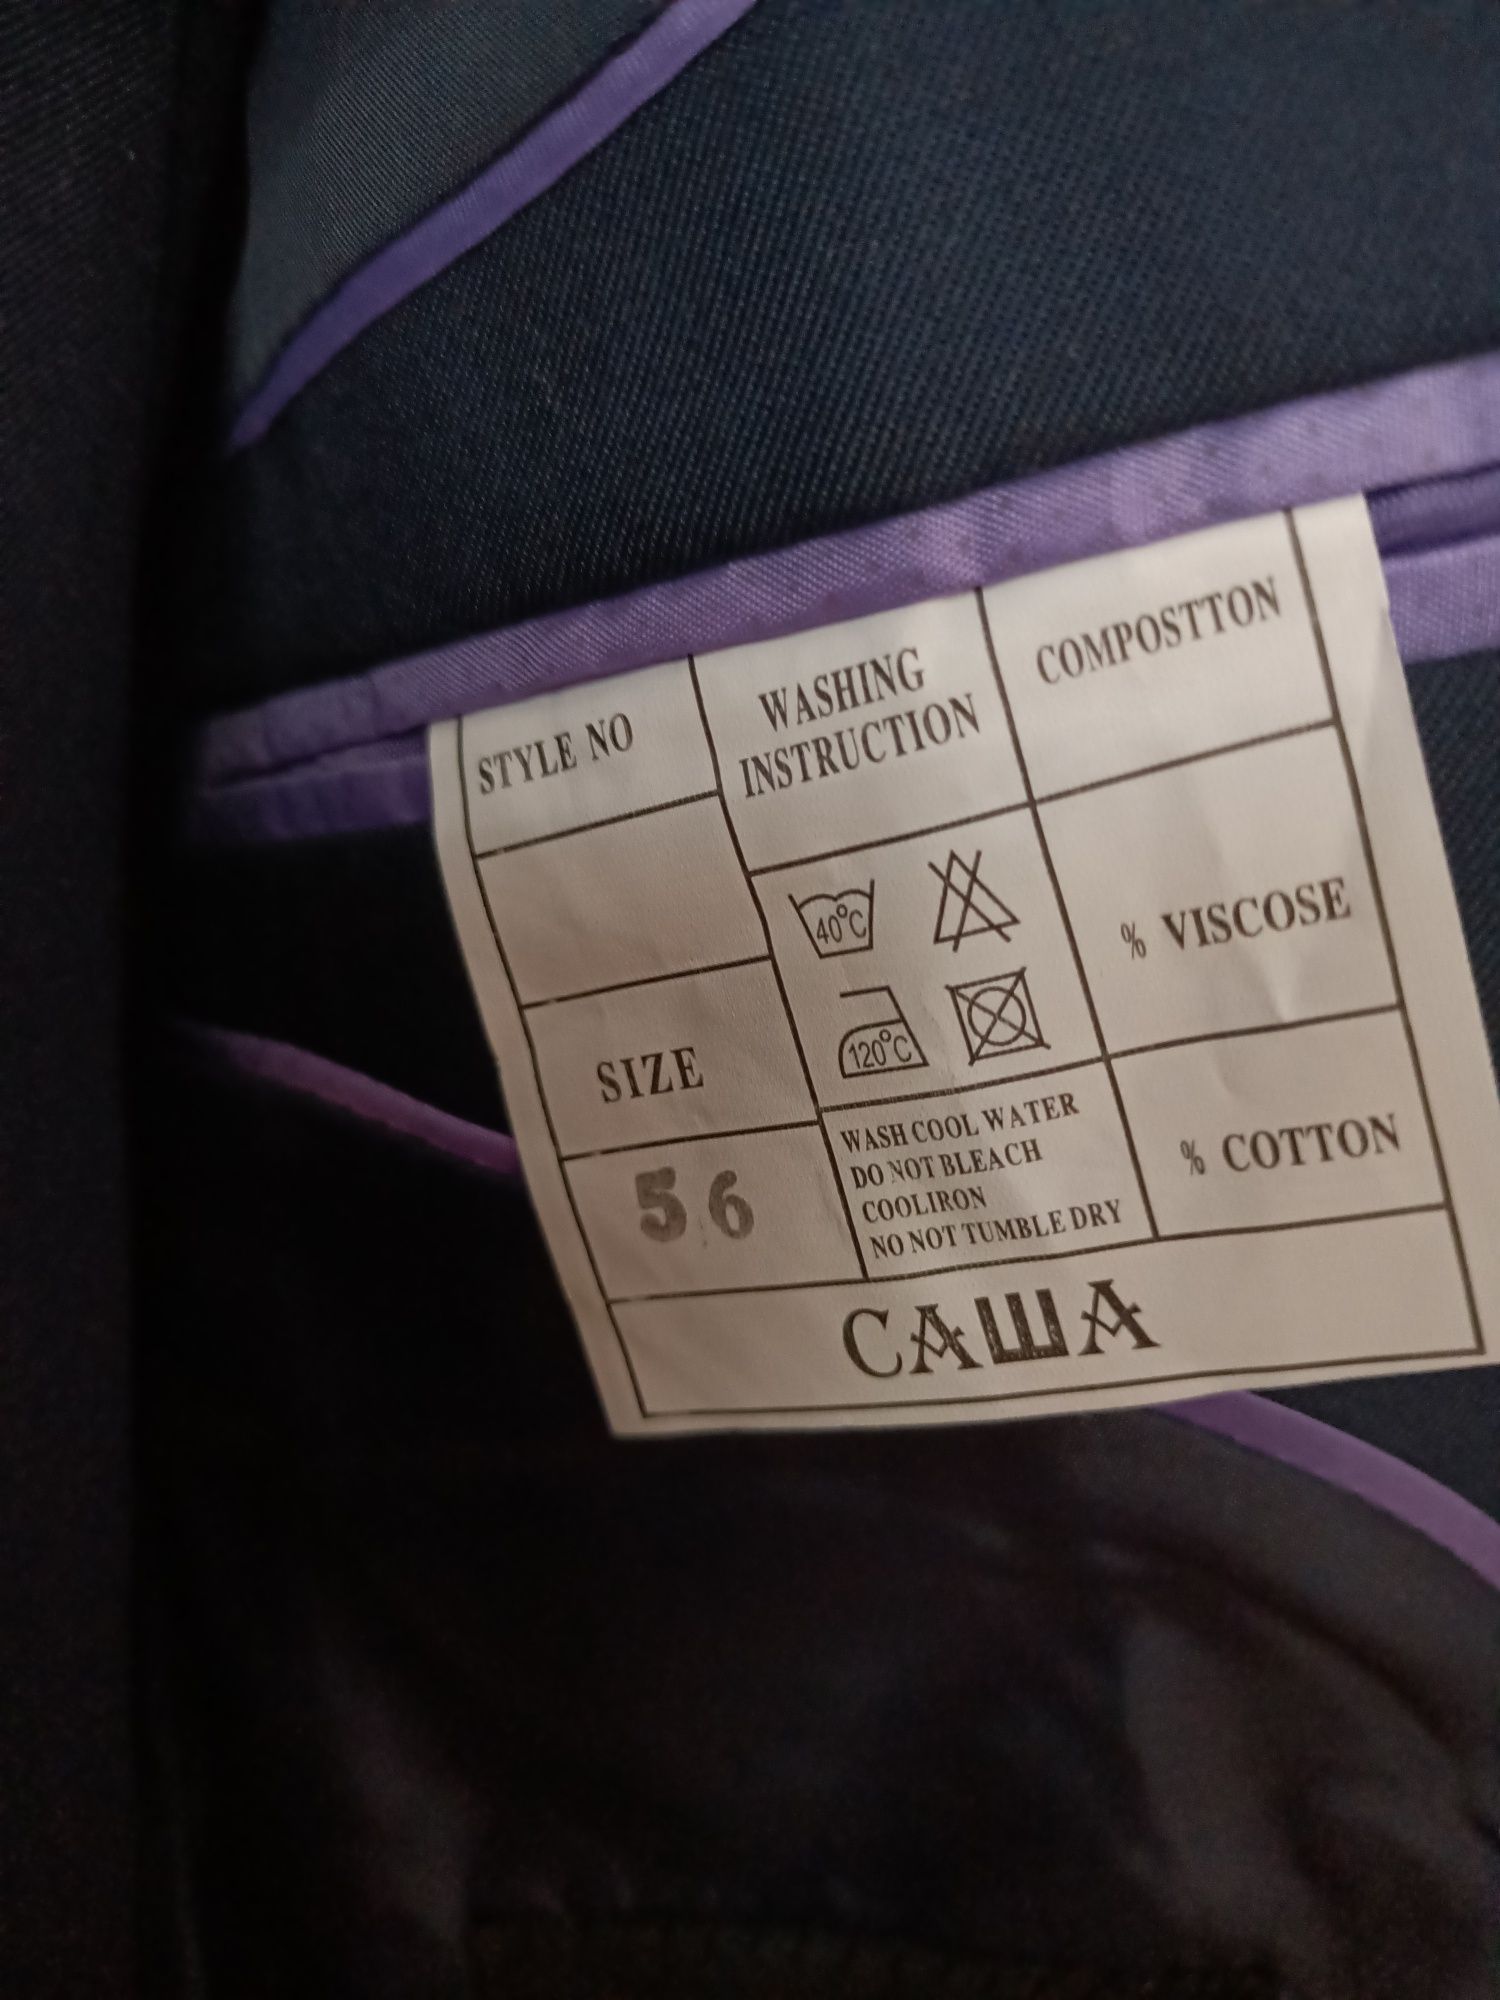 STYLE NO
WASHING
INSTRUCTION
COMPOSTTON
40°C
120°C
% VISCOSE
SIZE
56
WASH COOL WATER
DO NOT BLEACH
COOLIRON
NO NOT TUMBLE DRY
% COTTON
САША